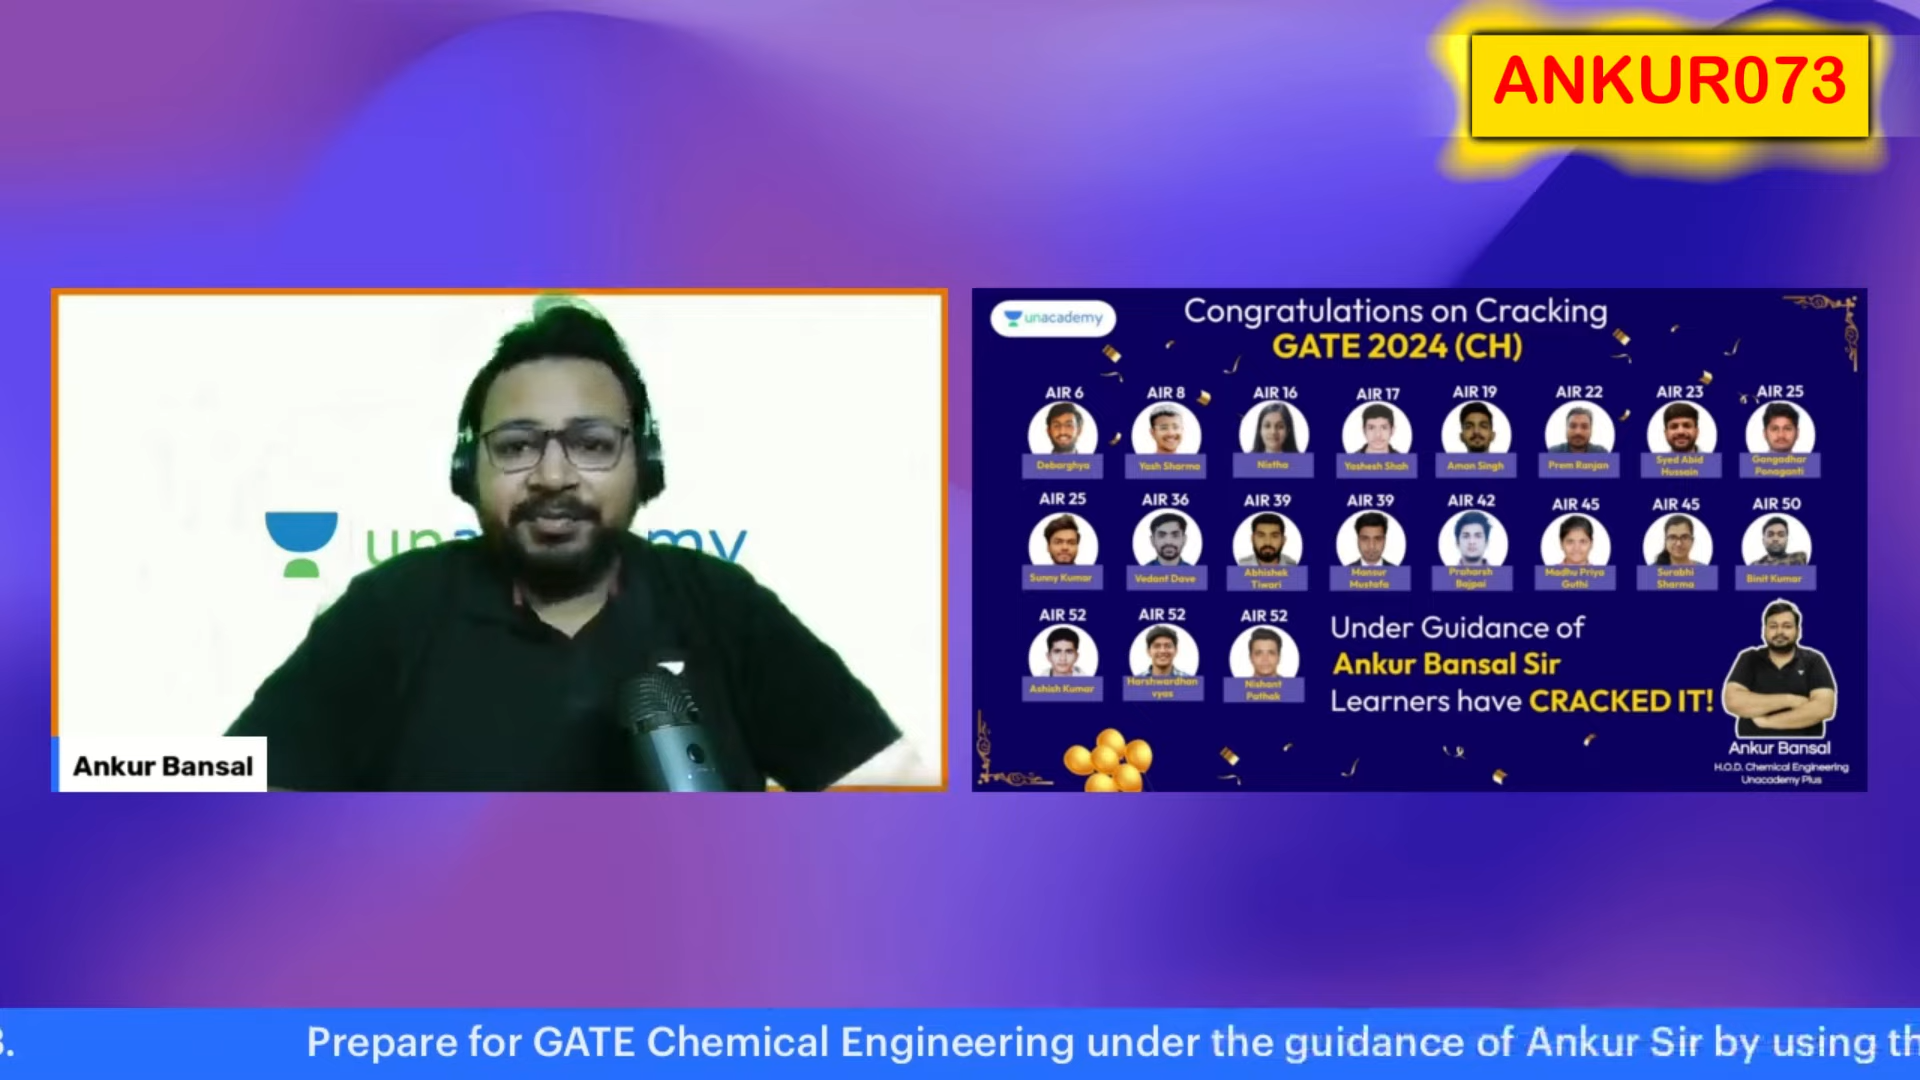 ANKUR073
unacademy
Ankur Bansal
unacademy
Congratulations on Cracking
GATE 2024 (CH)
AIR 6
AIR 8
AIR 16
AIR 17
AIR 19
AIR 22
AIR 23
AIR 25
Debarghya
Yash Sharma
Nistha
Yashesh Shah
Aman Singh
Prem Ranjan
Syed Abid
Hussain
Gangadhar
Ponaganti
AIR 25
AIR 36
AIR 39
AIR 39
AIR 42
AIR 45
AIR 45
AIR 50
Sunny Kumar
Vedant Dave
Abhishek
Tiwari
Mansur
Mustafa
Praharsh
Bajpai
Madhu Priya
Guthi
Surabhi
Sharma
Binit Kumar
AIR 52
AIR 52
AIR 52
Ashish Kumar
Harshwardhan
vyas
Nishant
Pathak
Under Guidance of
Ankur Bansal Sir
Learners have CRACKED IT!
Ankur Bansal
H.O.D. Chemical Engineering
Unacademy Plus
3. Prepare for GATE Chemical Engineering under the guidance of Ankur Sir by using th